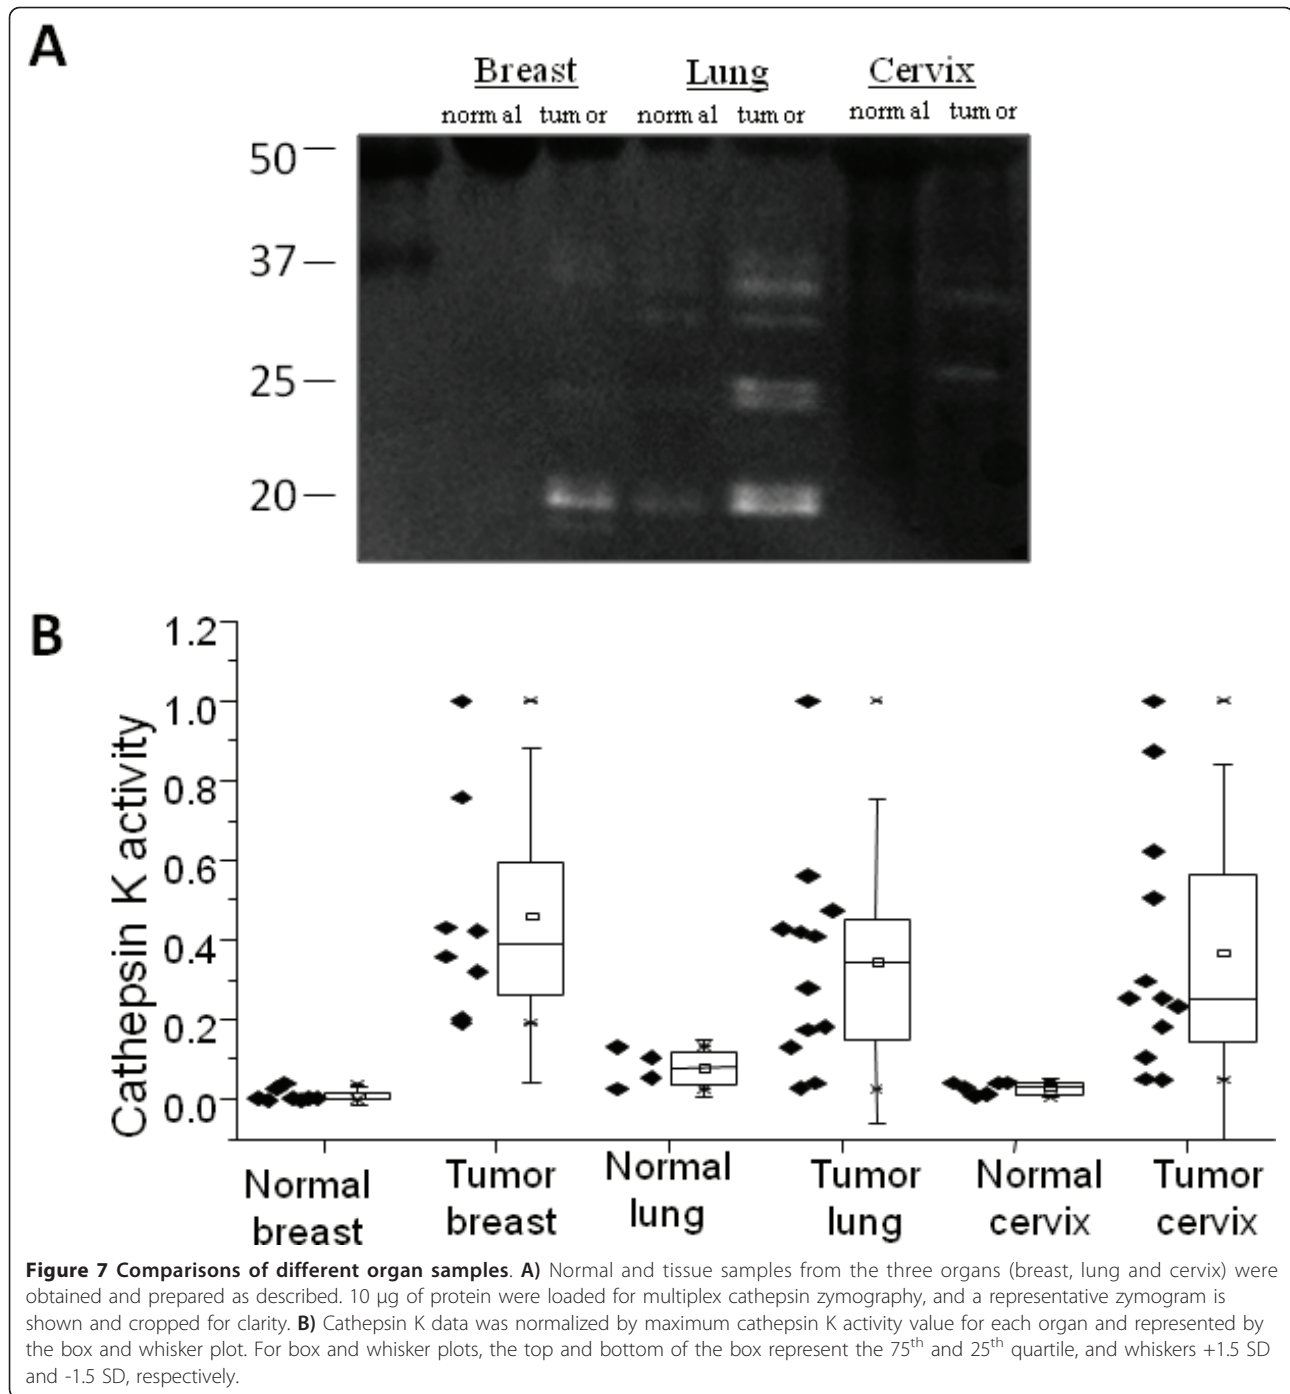 A
Breast Lung Cervix
normal tumor normal tumor normal tumor
50
37
25
20
B
Cathepsin K activity
1.2
1.0
0.8
0.6
0.4
0.2
0.0
Normal breast
Tumor breast
Normal lung
Tumor lung
Normal cervix
Tumor cervix
Figure 7 Comparisons of different organ samples. A) Normal and tissue samples from the three organs (breast, lung and cervix) were
obtained and prepared as described. 10 μg of protein were loaded for multiplex cathepsin zymography, and a representative zymogram is
shown and cropped for clarity. B) Cathepsin K data was normalized by maximum cathepsin K activity value for each organ and represented by
the box and whisker plot. For box and whisker plots, the top and bottom of the box represent the 75th and 25th quartile, and whiskers +1.5 SD
and -1.5 SD, respectively.